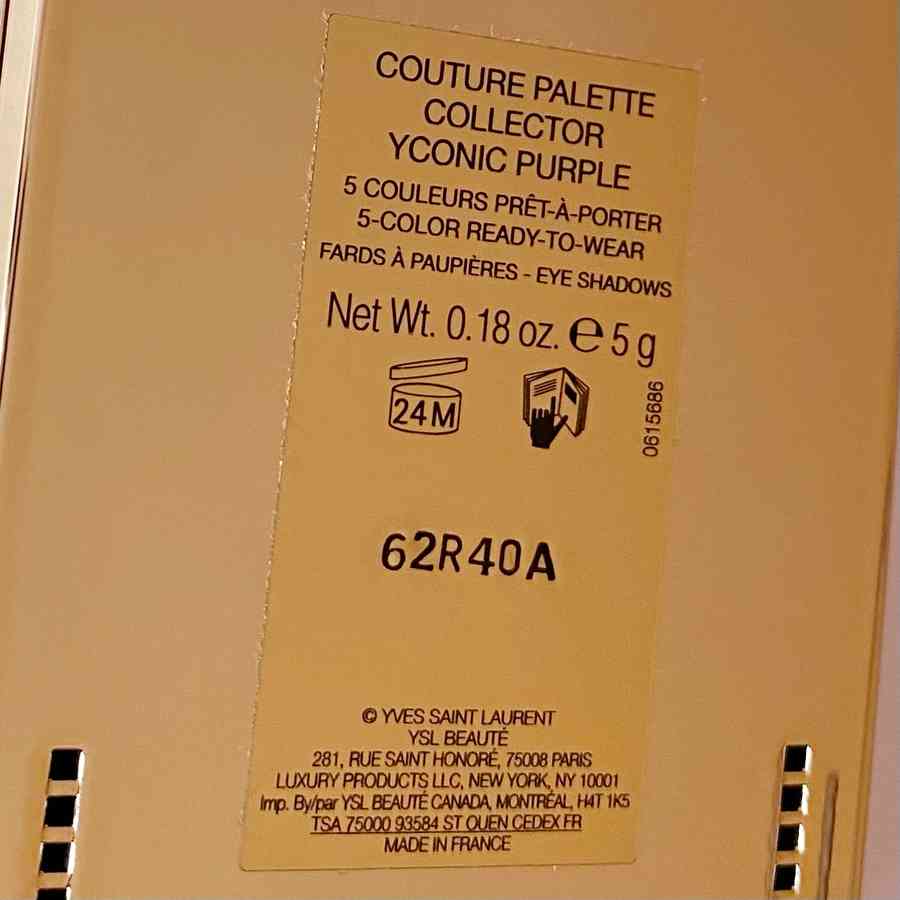 COUTURE PALETTE
COLLECTOR
YCONIC PURPLE
5 COULEURS PRÊT-À-PORTER
5-COLOR READY-TO-WEAR
FARDS À PAUPIÈRES - EYE SHADOWS
Net Wt. 0.18 oz. e 5 g
24 M
0615686
62R40A
© YVES SAINT LAURENT
YSL BEAUTÉ
281, RUE SAINT HONORÉ, 75008 PARIS
LUXURY PRODUCTS LLC, NEW YORK, NY 10001
Imp. By/par YSL BEAUTÉ CANADA, MONTRÉAL, H4T 1K5
TSA 75000 93584 ST OUEN CEDEX FR
MADE IN FRANCE